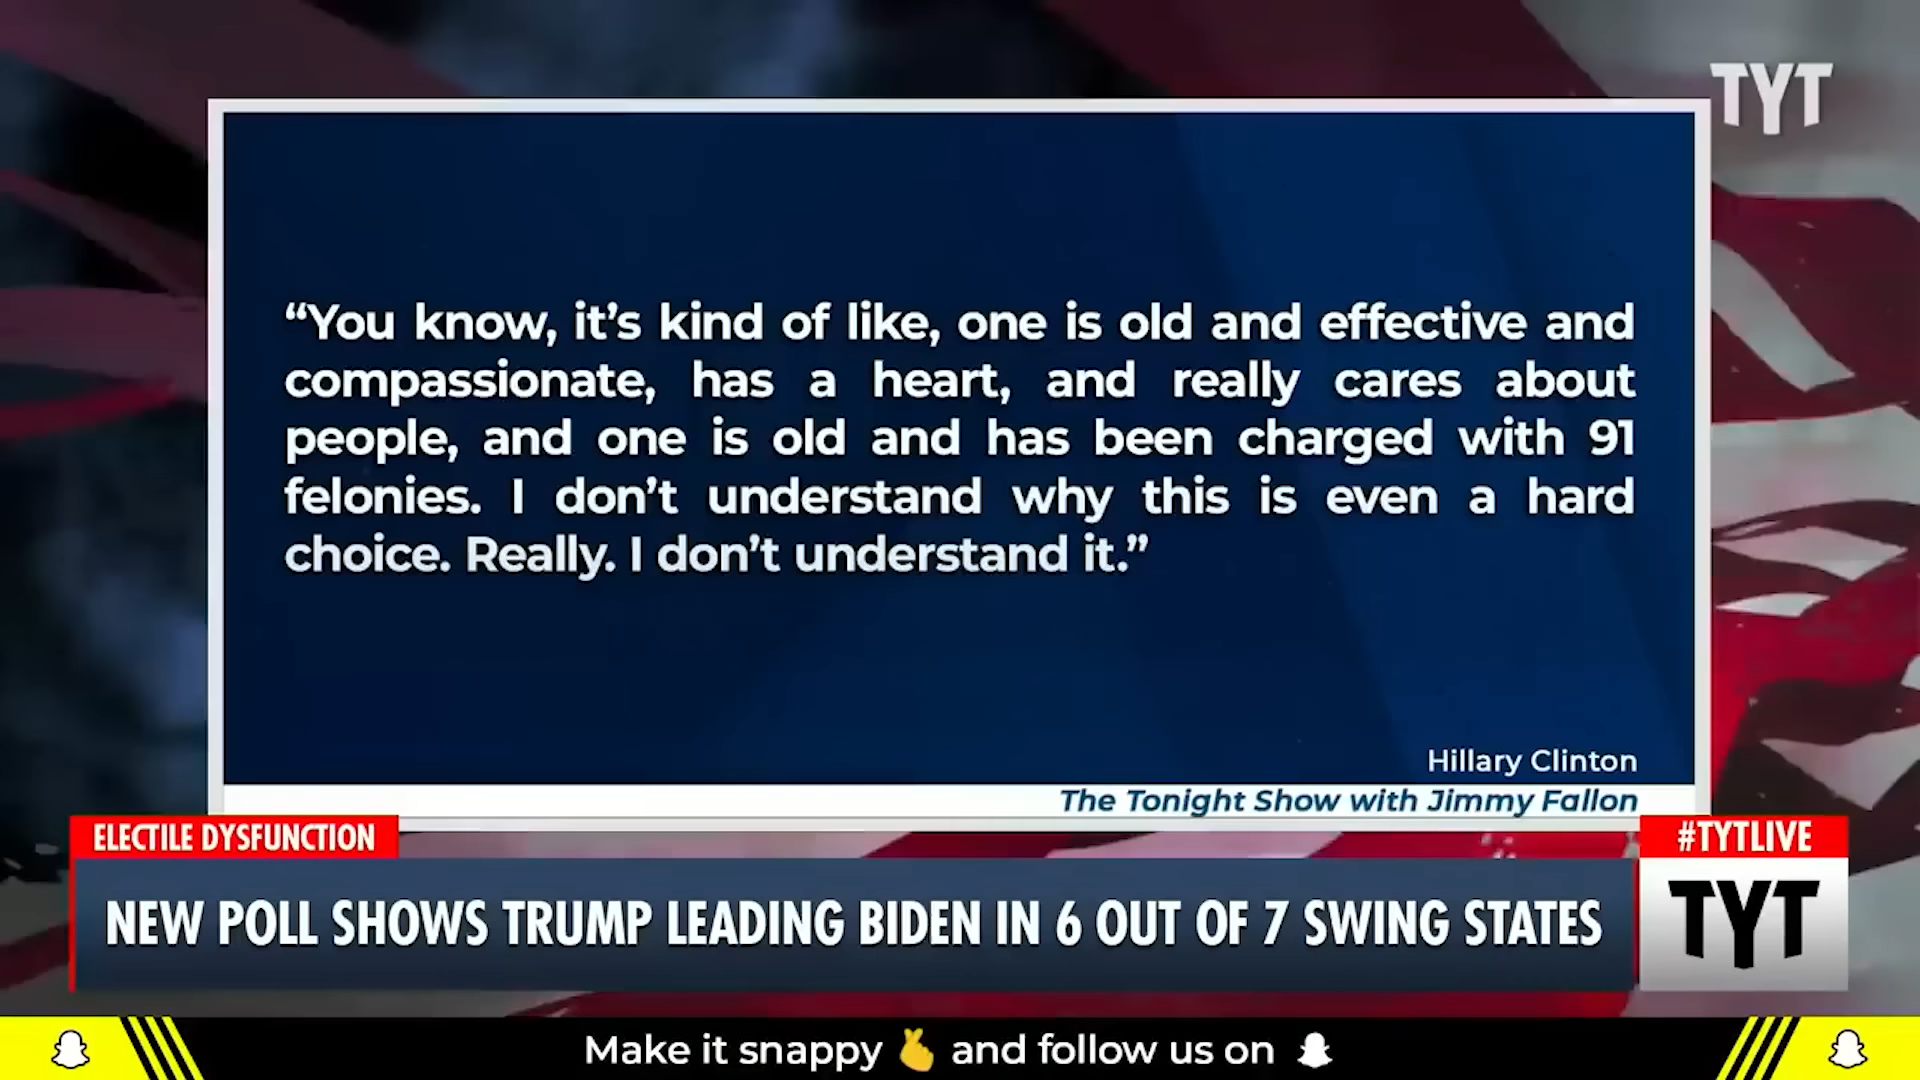 TYT
“You know, it’s kind of like, one is old and effective and
compassionate, has a heart, and really cares about
people, and one is old and has been charged with 91
felonies. I don’t understand why this is even a hard
choice. Really. I don’t understand it.”
Hillary Clinton
The Tonight Show with Jimmy Fallon
ELECTILE DYSFUNCTION
#TYTLIVE
NEW POLL SHOWS TRUMP LEADING BIDEN IN 6 OUT OF 7 SWING STATES
TYT
Make it snappy 🫰 and follow us on